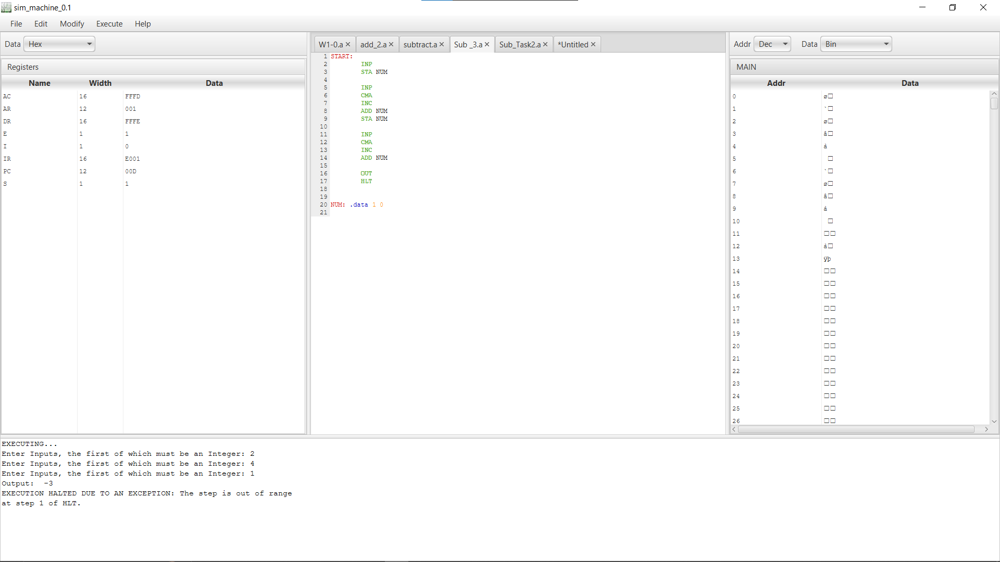 sim_machine_0.1
File Edit Modify Execute Help
Data Hex
Registers
Name Width Data
AC 16 FFFD
AR 12 001
DR 16 FFFE
E 1 1
I 1 0
IR 16 E001
PC 12 00D
S 1 1
W1-0.a add_2.a subtract.a Sub _3.a Sub_Task2.a *Untitled
1 START:
2 INP
3 STA NUM
4
5 INP
6 CMA
7 INC
8 ADD NUM
9 STA NUM
10
11 INP
12 CMA
13 INC
14 ADD NUM
15
16 OUT
17 HLT
18
19
20 NUM: .data 1 0
21
Addr Dec Data Bin
MAIN
Addr Data
0 ø□
1 `□
2 ø□
3 â□
4 à
5 □
6 `□
7 ø□
8 â□
9 à
10 □
11 □□
12 à□
13 ÿþ
14 □□
15 □□
16 □□
17 □□
18 □□
19 □□
20 □□
21 □□
22 □□
23 □□
24 □□
25 □□
26 □□
EXECUTING...
Enter Inputs, the first of which must be an Integer: 2
Enter Inputs, the first of which must be an Integer: 4
Enter Inputs, the first of which must be an Integer: 1
Output: -3
EXECUTION HALTED DUE TO AN EXCEPTION: The step is out of range
at step 1 of HLT.